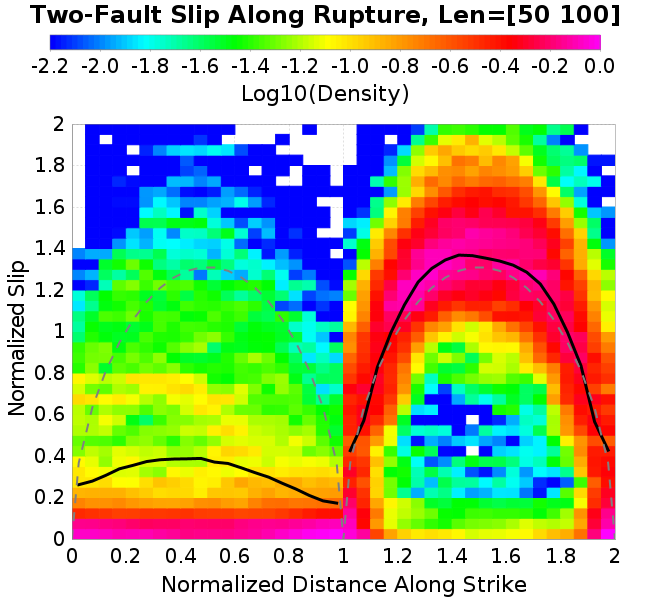 Two-Fault Slip Along Rupture, Len=[50 100]
-2.2 -2.0 -1.8 -1.6 -1.4 -1.2 -1.0 -0.8 -0.6 -0.4 -0.2 0.0
Log10(Density)
2
1.8
1.6
1.4
1.2
1
0.8
0.6
0.4
0.2
0
Normalized Slip
0 0.2 0.4 0.6 0.8 1 1.2 1.4 1.6 1.8 2
Normalized Distance Along Strike